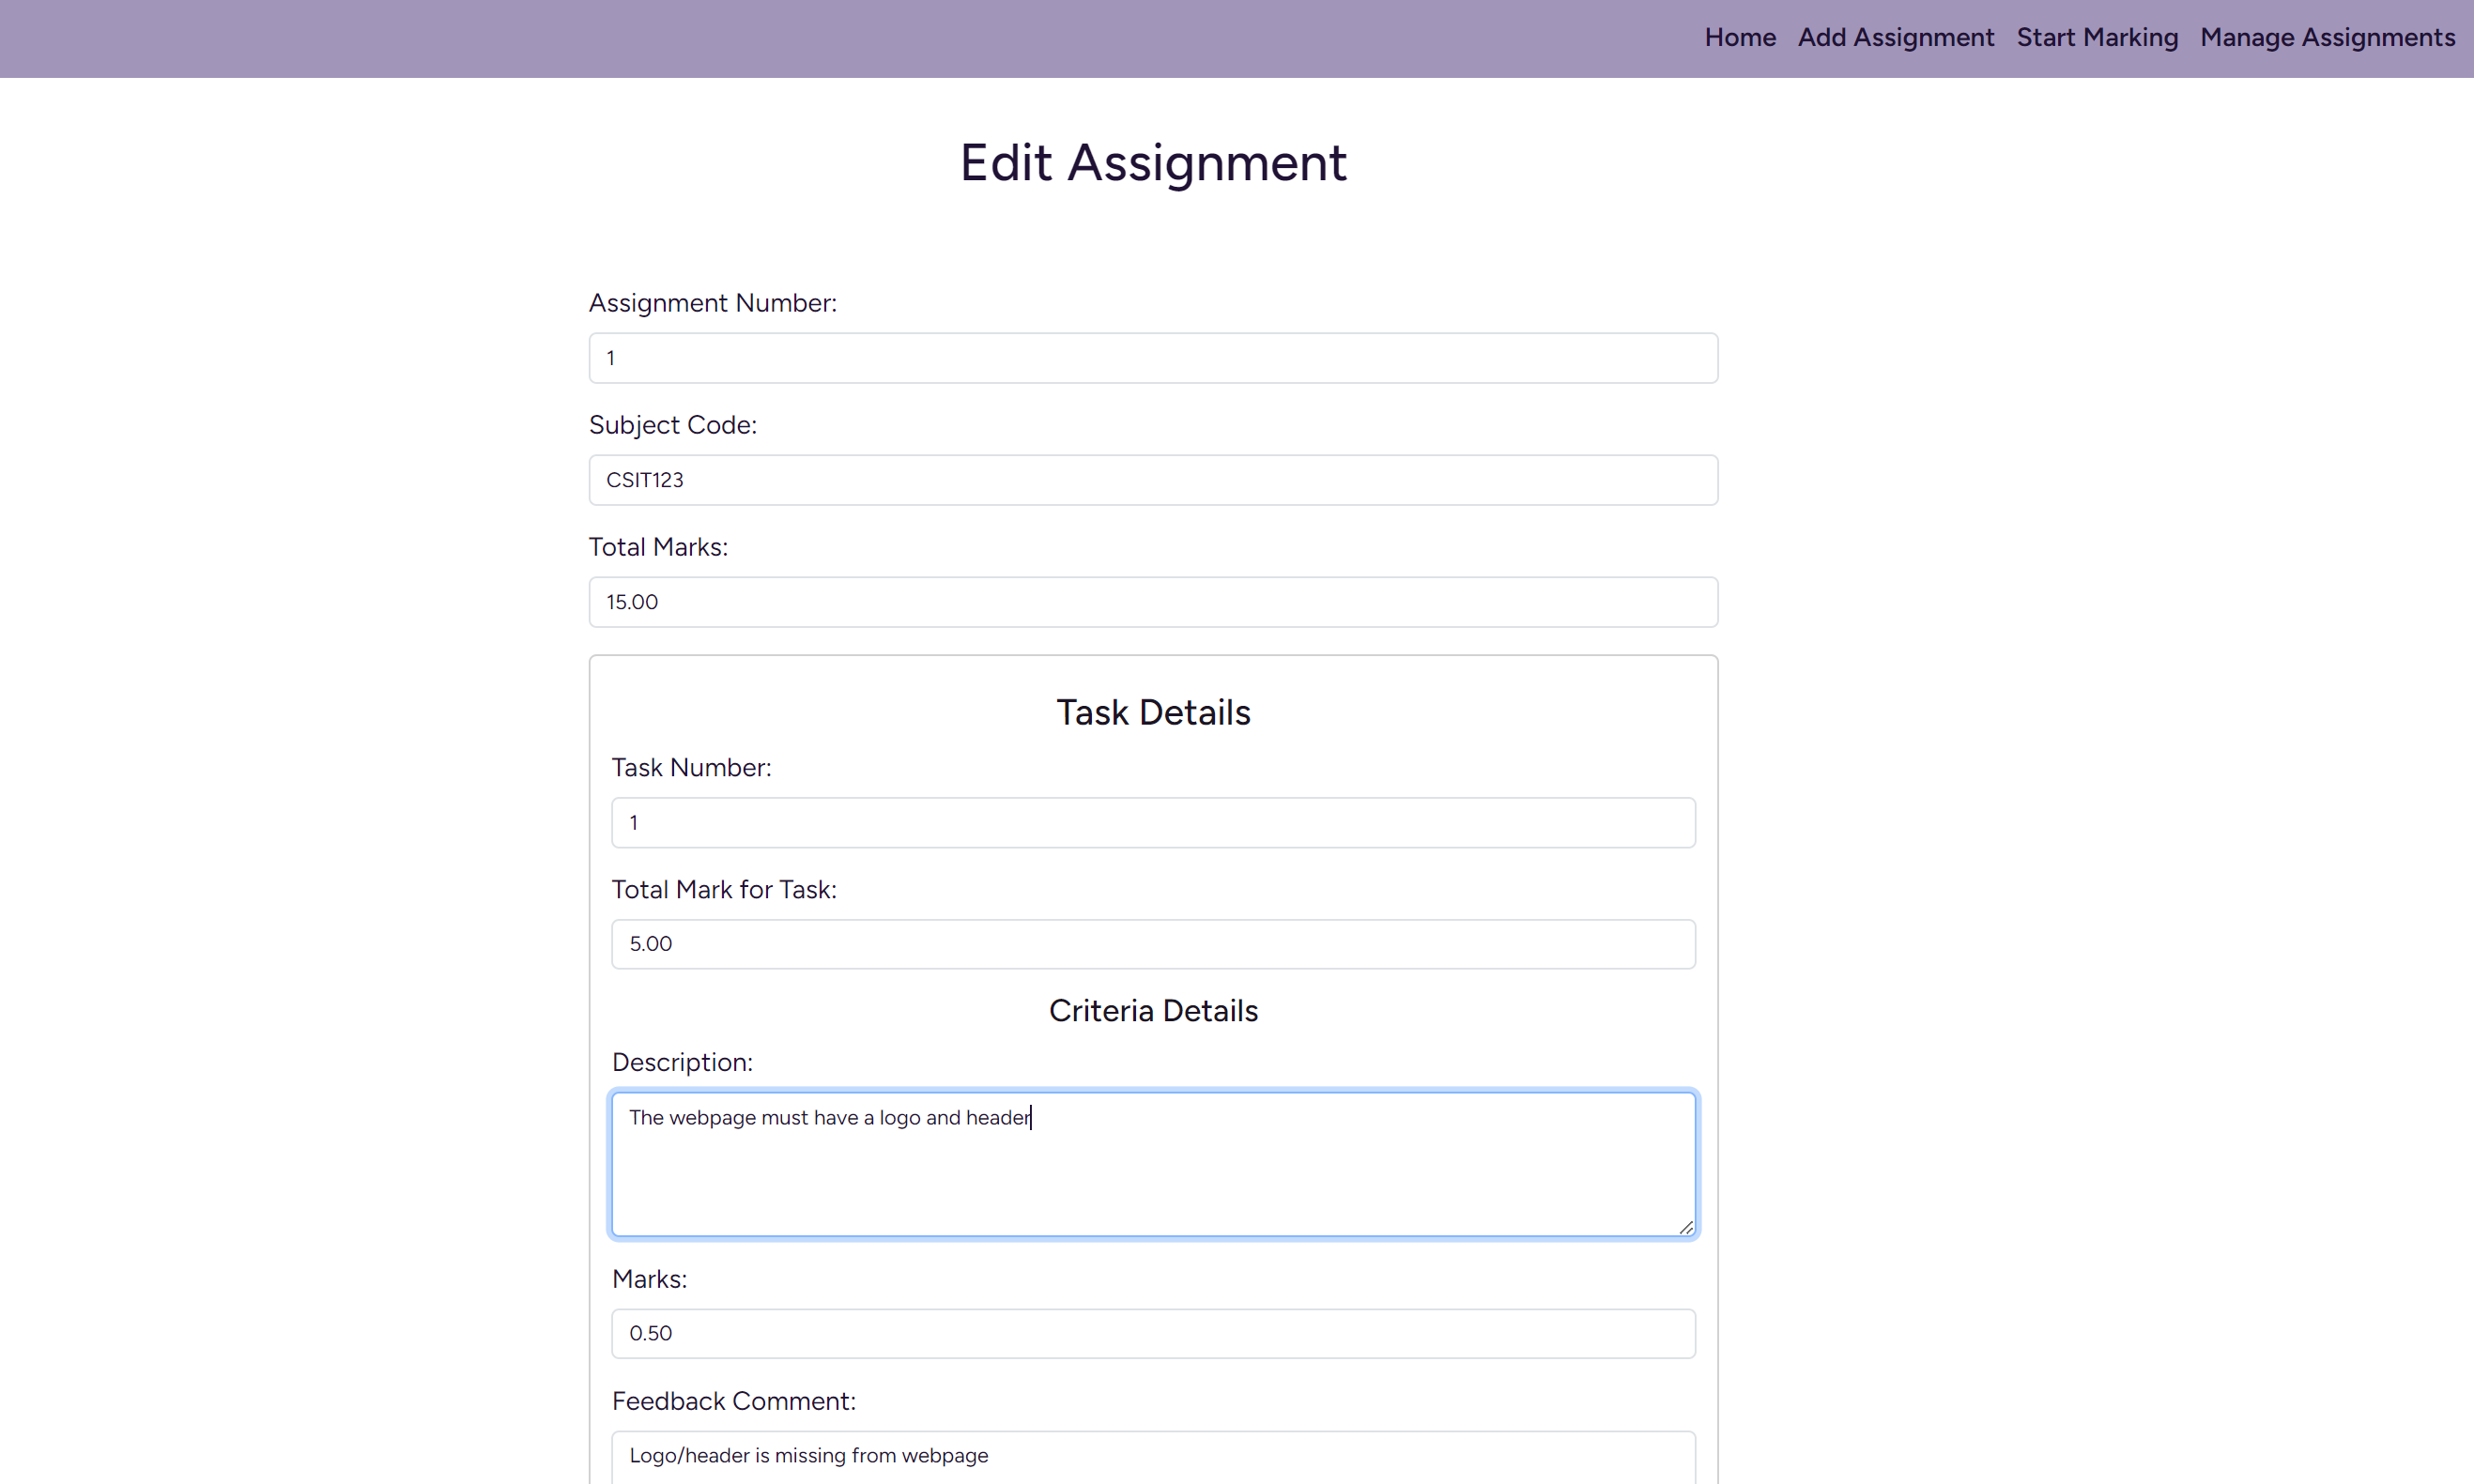 Home Add Assignment Start Marking Manage Assignments
Edit Assignment
Assignment Number:
1
Subject Code:
CSIT123
Total Marks:
15.00
Task Details
Task Number:
1
Total Mark for Task:
5.00
Criteria Details
Description:
The webpage must have a logo and header
Marks:
0.50
Feedback Comment:
Logo/header is missing from webpage